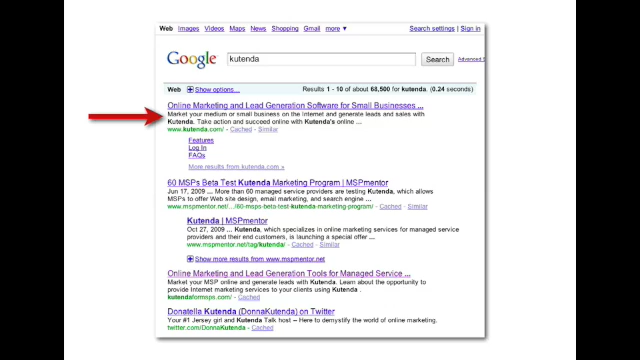 Web Images Videos Maps News Shopping Gmail more ▼ Search settings | Sign in
Google kutenda Search Advanced S
Web Show options... Results 1 - 10 of about 68,500 for kutenda. (0.24 seconds)
Online Marketing and Lead Generation Software for Small Businesses ...
Market your medium or small business on the Internet and generate leads and sales with
Kutenda. Take action and succeed online with Kutenda's online ...
www.kutenda.com/ - Cached - Similar
Features
Log In
FAQs
More results from kutenda.com »
60 MSPs Beta Test Kutenda Marketing Program | MSPmentor
Jun 17, 2009 ... More than 60 managed service providers are testing Kutenda, which allows
MSPs to offer Web site design, email marketing, and search engine ...
www.mspmentor.net/.../60-msps-beta-test-kutenda-marketing-program/ - Cached - Similar
Kutenda | MSPmentor
Oct 27, 2009 ... Kutenda, which specializes in online marketing services for managed service
providers and their end customers, is launching a special offer ...
www.mspmentor.net/tag/kutenda/ - Cached - Similar
Show more results from www.mspmentor.net
Online Marketing and Lead Generation Tools for Managed Service ...
Market your MSP online and generate leads with Kutenda. Learn about the opportunity to
provide Internet marketing services to your clients using Kutenda .
kutendaformsps.com/ - Cached
Donatella Kutenda (DonnaKutenda) on Twitter
Your #1 Jersey girl and Kutenda Talk host -- Here to demystify the world of online marketing.
twitter.com/DonnaKutenda - Cached